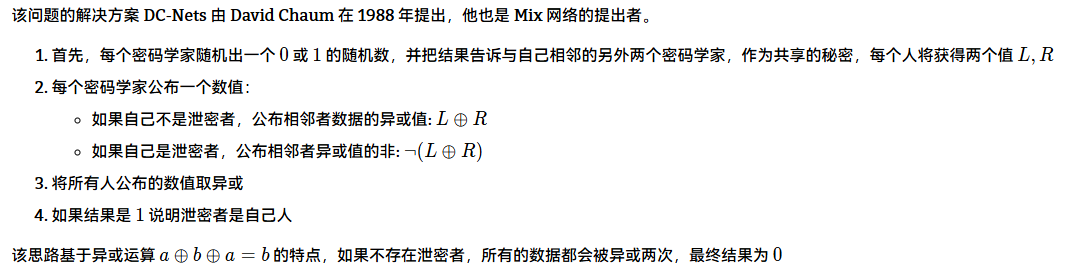 该问题的解决方案 DC-Nets 由 David Chaum 在 1988 年提出，他也是 Mix 网络的提出者。
1. 首先，每个密码学家随机出一个 0 或 1 的随机数，并把结果告诉与自己相邻的另外两个密码学家，作为共享的秘密，每个人将获得两个值 L, R
2. 每个密码学家公布一个数值：
◦ 如果自己不是泄密者，公布相邻者数据的异或值: L ⊕ R
◦ 如果自己是泄密者，公布相邻者异或值的非: ¬(L ⊕ R)
3. 将所有人公布的数值取异或
4. 如果结果是 1 说明泄密者是自己人
该思路基于异或运算 a ⊕ b ⊕ a = b 的特点，如果不存在泄密者，所有的数据都会被异或两次，最终结果为 0